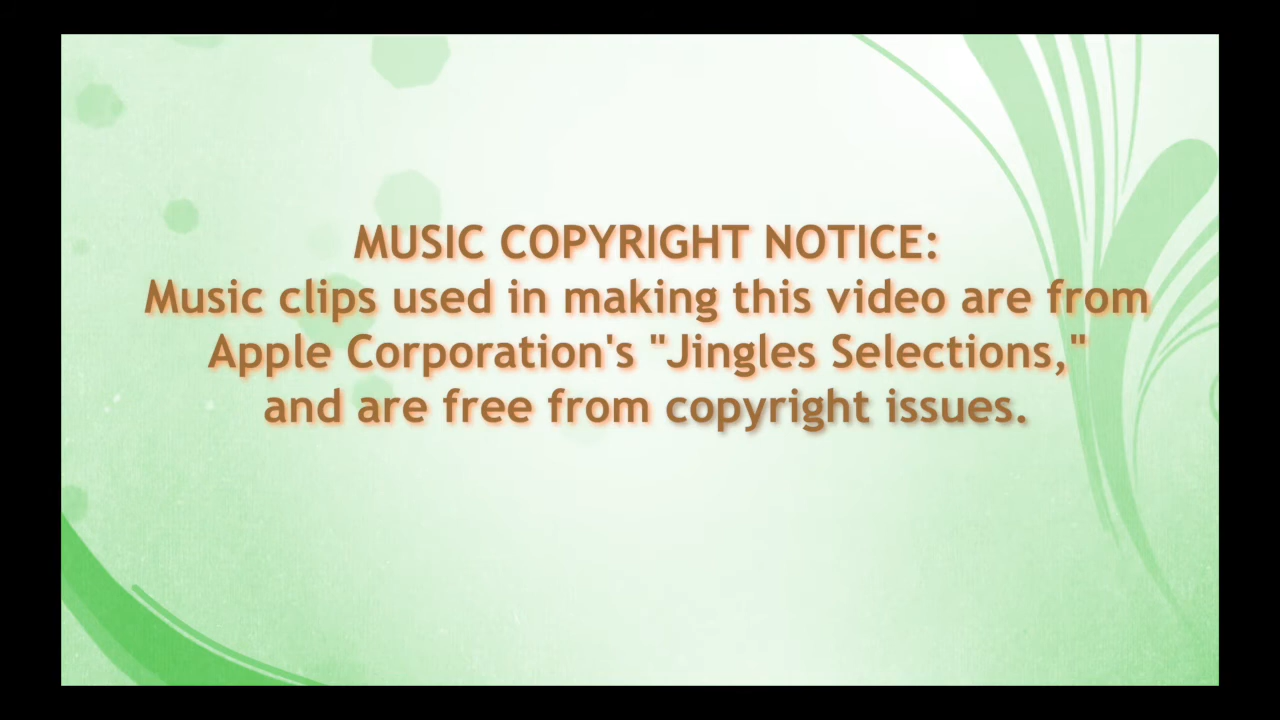 MUSIC COPYRIGHT NOTICE:
Music clips used in making this video are from
Apple Corporation's "Jingles Selections,"
and are free from copyright issues.